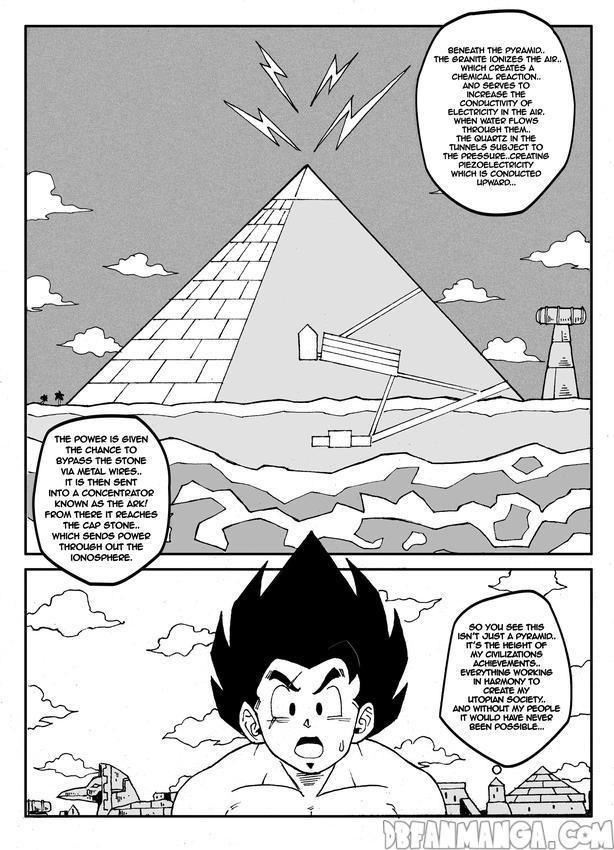 BENEATH THE PYRAMID..
THE GRANITE IONIZES THE AIR..
WHICH CREATES A
CHEMICAL REACTION..
AND SERVES TO
INCREASE THE
CONDUCTIVITY OF
ELECTRICITY IN THE AIR.
WHEN WATER FLOWS
THROUGH THEM..
THE QUARTZ IN THE
TUNNELS SUBJECT TO
THE PRESSURE..CREATING
PIEZOELECTRICITY
WHICH IS CONDUCTED
UPWARD...
THE POWER IS GIVEN
THE CHANCE TO
BYPASS THE STONE
VIA METAL WIRES..
IT IS THEN SENT
INTO A CONCENTRATOR
KNOWN AS THE ARK!
FROM THERE IT REACHES
THE CAP STONE..
WHICH SENDS POWER
THROUGH OUT THE
IONOSPHERE.
SO YOU SEE THIS
ISN'T JUST A PYRAMID..
IT'S THE HEIGHT OF
MY CIVILIZATIONS
ACHIEVEMENTS..
EVERYTHING WORKING
IN HARMONY TO
CREATE MY
UTOPIAN SOCIETY..
AND WITHOUT MY PEOPLE
IT WOULD HAVE NEVER
BEEN POSSIBLE...
DBFANMANGA.COM